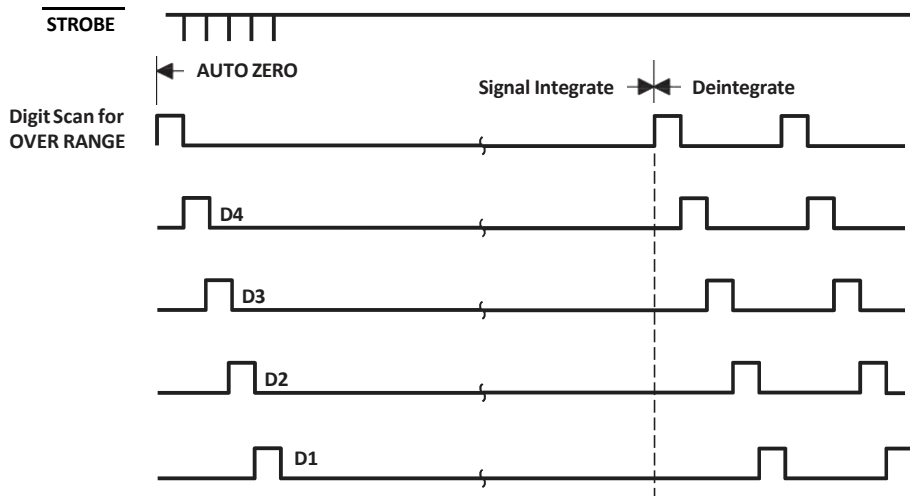 STROBE
AUTO ZERO
Signal Integrate
Deintegrate
Digit Scan for
OVER RANGE
D4
D3
D2
D1